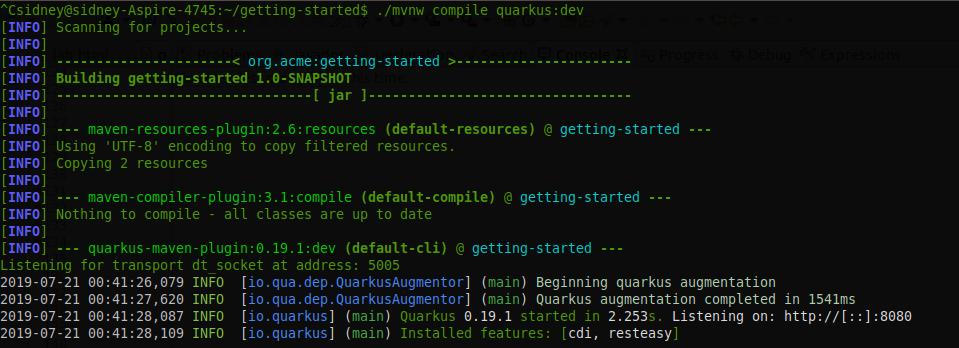 ^Csidney@sidney-Aspire-4745:~/getting-started$ ./mvnw compile quarkus:dev
[INFO] Scanning for projects...
[INFO]
[INFO] ----------------------< org.acme:getting-started >----------------------
[INFO] Building getting-started 1.0-SNAPSHOT
[INFO] --------------------------------[ jar ]---------------------------------
[INFO]
[INFO] --- maven-resources-plugin:2.6:resources (default-resources) @ getting-started ---
[INFO] Using 'UTF-8' encoding to copy filtered resources.
[INFO] Copying 2 resources
[INFO]
[INFO] --- maven-compiler-plugin:3.1:compile (default-compile) @ getting-started ---
[INFO] Nothing to compile - all classes are up to date
[INFO]
[INFO] --- quarkus-maven-plugin:0.19.1:dev (default-cli) @ getting-started ---
Listening for transport dt_socket at address: 5005
2019-07-21 00:41:26,079 INFO  [io.qua.dep.QuarkusAugmentor] (main) Beginning quarkus augmentation
2019-07-21 00:41:27,620 INFO  [io.qua.dep.QuarkusAugmentor] (main) Quarkus augmentation completed in 1541ms
2019-07-21 00:41:28,087 INFO  [io.quarkus] (main) Quarkus 0.19.1 started in 2.253s. Listening on: http://[::]:8080
2019-07-21 00:41:28,109 INFO  [io.quarkus] (main) Installed features: [cdi, resteasy]